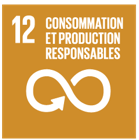 12 CONSOMMATION
ET PRODUCTION
RESPONSABLES